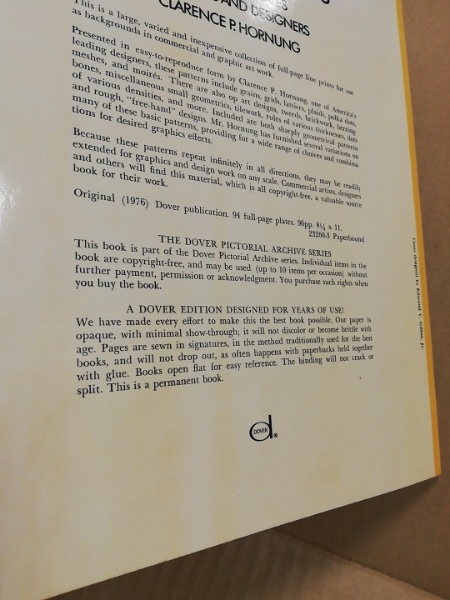 AND DESIGNERS
CLARENCE P. HORNUNG
This is a large, varied and inexpensive collection of full-page line prints for use
as backgrounds in commercial and graphic art work.
Presented in easy-to-reproduce form by Clarence P. Hornung, one of America's
leading designers, these patterns include grains, grids, lattices, plaids, polka dots,
meshes, and moirés. There are also op art designs, tweeds, brickwork, herring
bones, miscellaneous small geometrics, tilework, rules of various thicknesses, dots
of various densities, and more. Included are both sharply geometrical patterns
and rough, "free-hand" designs. Mr. Hornung has furnished several variations on
many of these basic patterns, providing for a wide range of choices and combina-
tions for desired graphics effects.
Because these patterns repeat infinitely in all directions, they may be readily
extended for graphics and design work on any scale. Commercial artists, designers
and others will find this material, which is all copyright-free, a valuable source
book for their work.
Original (1976) Dover publication. 94 full-page plates. 96pp. 8¼ x 11.
23260-3 Paperbound
THE DOVER PICTORIAL ARCHIVE SERIES
This book is part of the Dover Pictorial Archive series. Individual items in the
book are copyright-free, and may be used (up to 10 items per occasion) without
further payment, permission or acknowledgment. You purchase such rights when
you buy the book.
A DOVER EDITION DESIGNED FOR YEARS OF USE!
We have made every effort to make this the best book possible. Our paper is
opaque, with minimal show-through; it will not discolor or become brittle with
age. Pages are sewn in signatures, in the method traditionally used for the best
books, and will not drop out, as often happens with paperbacks held together
with glue. Books open flat for easy reference. The binding will not crack or
split. This is a permanent book.
d DOVER ®
Cover designed by Edmund V. Gillon, Jr.